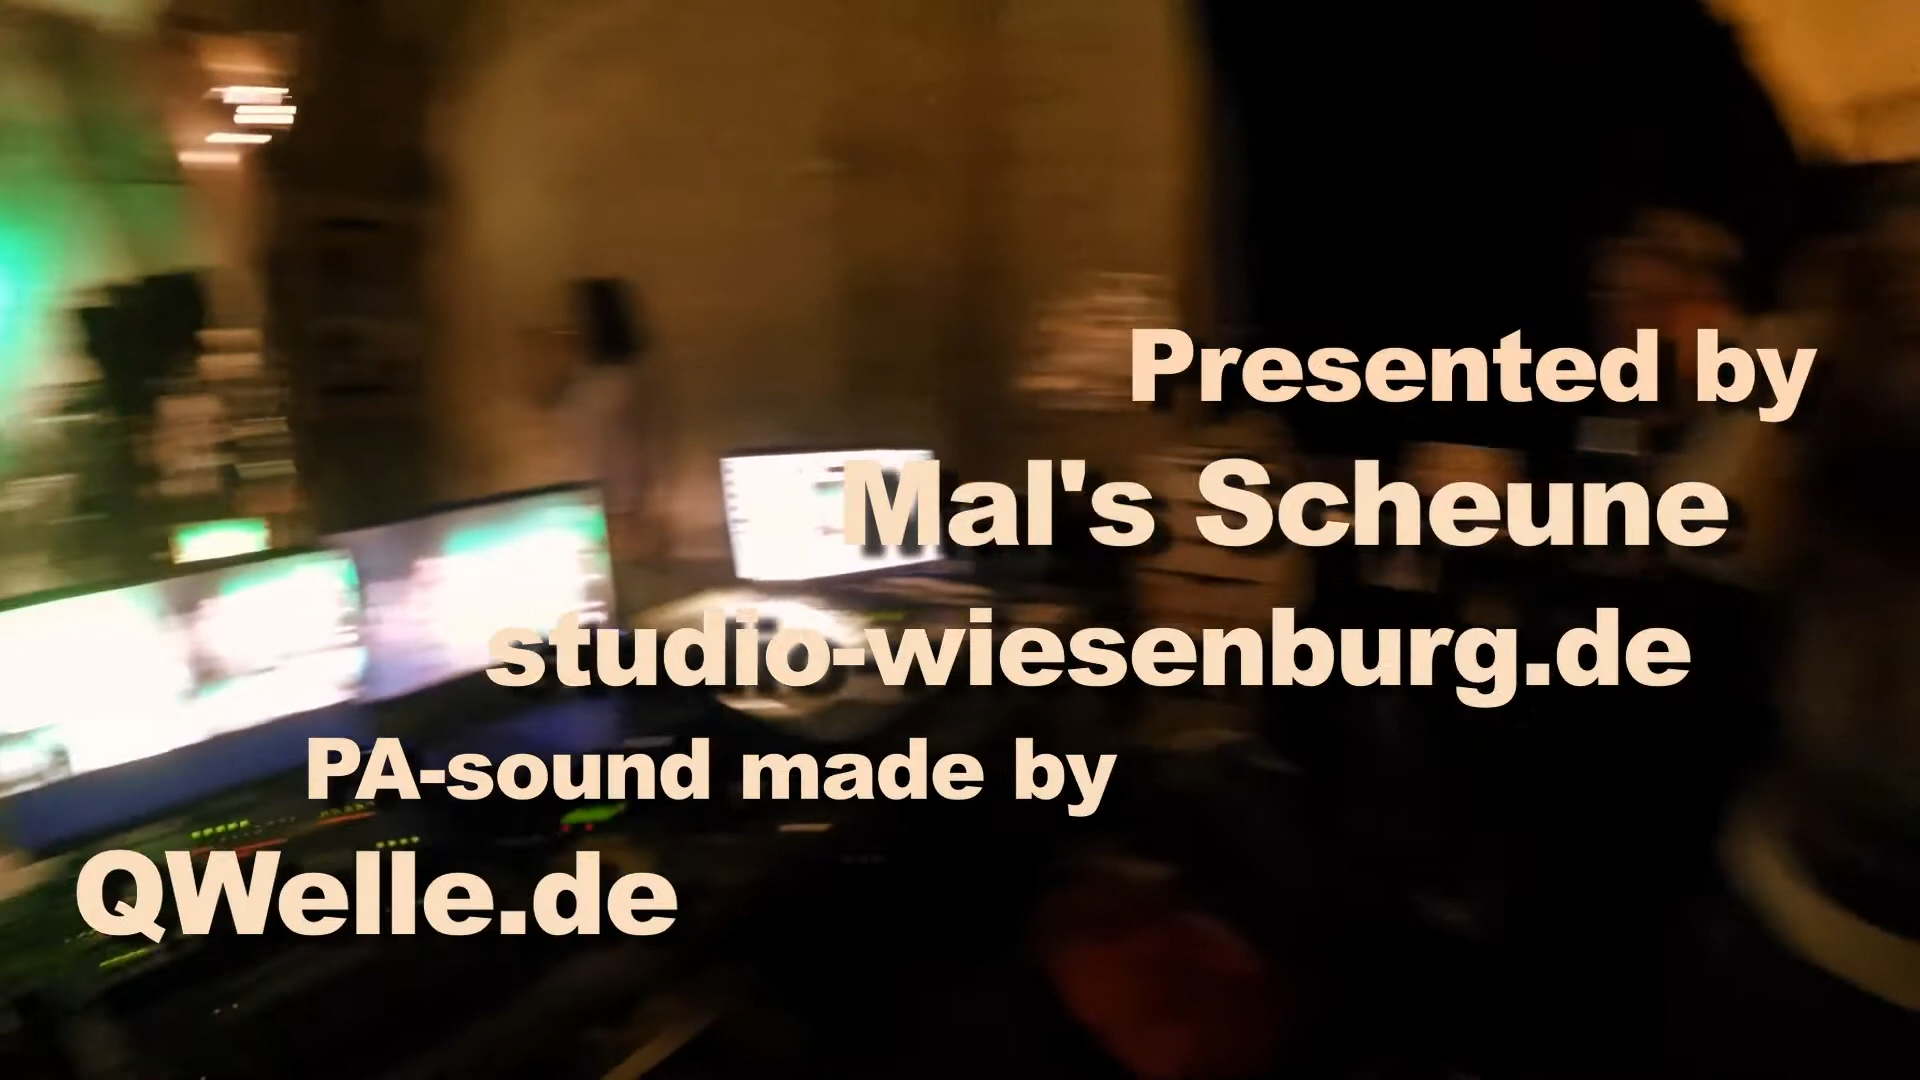 Presented by
Mal's Scheune
studio-wiesenburg.de
PA-sound made by
QWelle.de